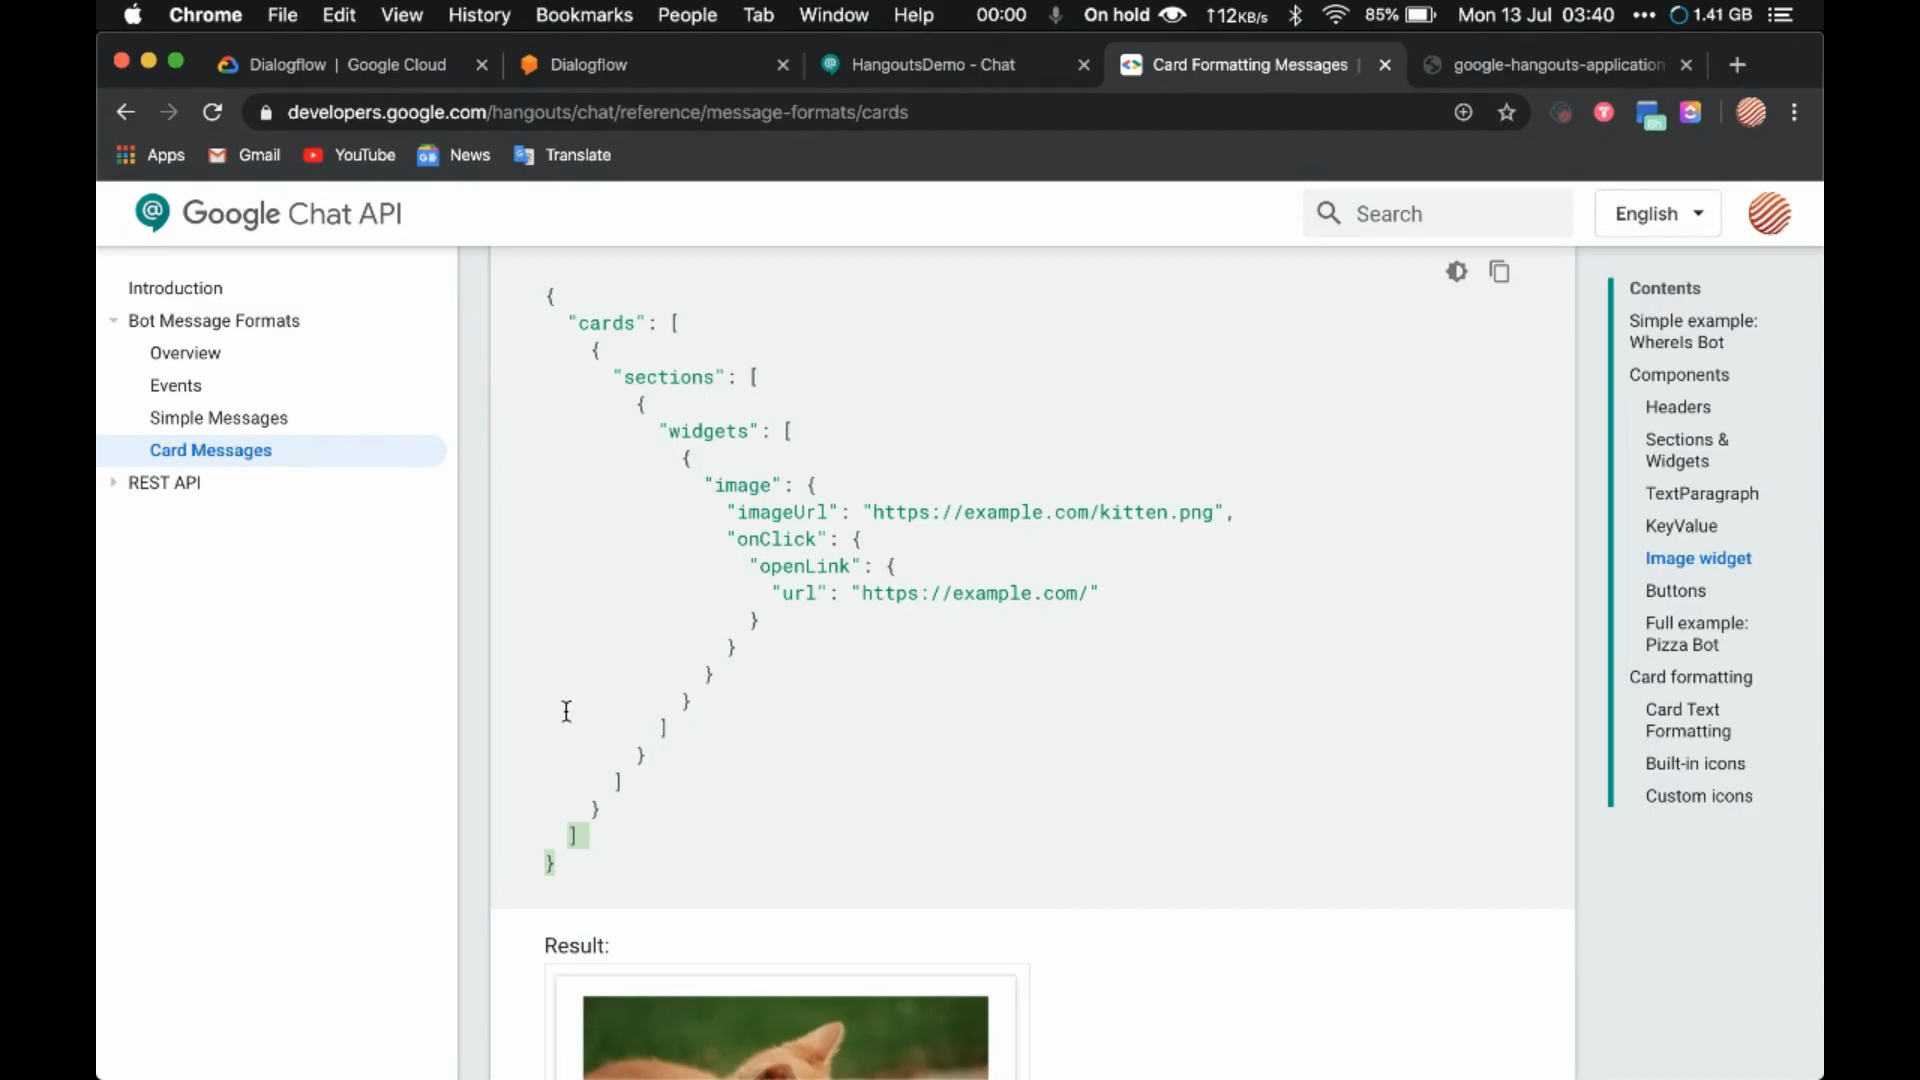 Chrome File Edit View History Bookmarks People Tab Window Help 00:00 On hold ↑12KB/s 85% Mon 13 Jul 03:40 ••• 1.41 GB
Dialogflow | Google Cloud
Dialogflow
HangoutsDemo - Chat
Card Formatting Messages |
google-hangouts-application
developers.google.com/hangouts/chat/reference/message-formats/cards
6h
Apps Gmail YouTube News Translate
Google Chat API
Search
English
Introduction
Bot Message Formats
Overview
Events
Simple Messages
Card Messages
REST API
{
"cards": [
{
"sections": [
{
"widgets": [
{
"image": {
"imageUrl": "https://example.com/kitten.png",
"onClick": {
"openLink": {
"url": "https://example.com/"
}
}
}
}
]
}
]
}
]
}
Result:
Contents
Simple example:
WhereIs Bot
Components
Headers
Sections &
Widgets
TextParagraph
KeyValue
Image widget
Buttons
Full example:
Pizza Bot
Card formatting
Card Text
Formatting
Built-in icons
Custom icons